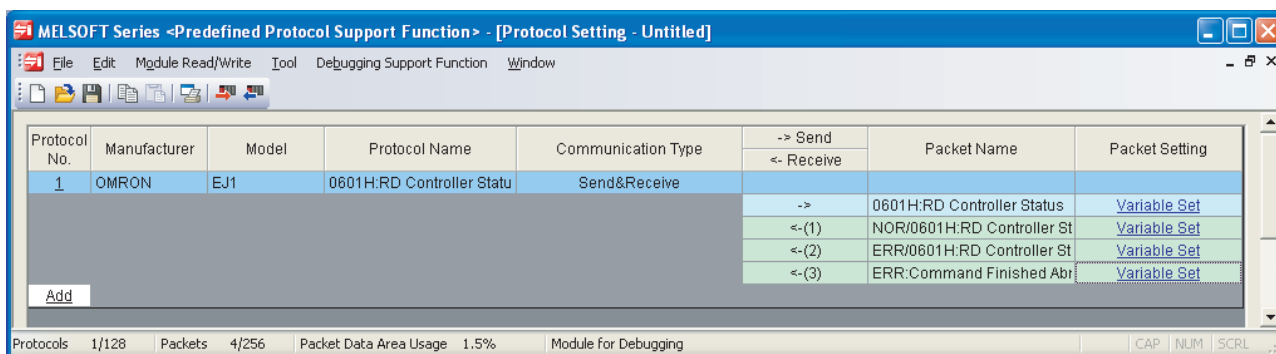 MELSOFT Series <Predefined Protocol Support Function> - [Protocol Setting - Untitled]
File Edit Module Read/Write Tool Debugging Support Function Window
Protocol No. Manufacturer Model Protocol Name Communication Type -> Send <- Receive Packet Name Packet Setting
1 OMRON EJ1 0601H:RD Controller Statu Send&Receive
-> 0601H:RD Controller Status Variable Set
<-(1) NOR/0601H:RD Controller St Variable Set
<-(2) ERR/0601H:RD Controller St Variable Set
<-(3) ERR:Command Finished Abr Variable Set
Add
Protocols 1/128 Packets 4/256 Packet Data Area Usage 1.5% Module for Debugging CAP NUM SCRL